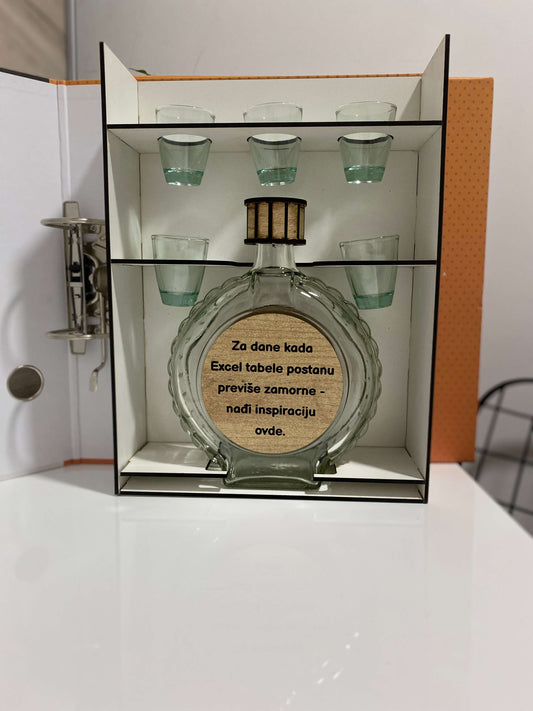 Za dane kada
Excel tabele postanu
previše zamorne -
nađi inspiraciju
ovde.